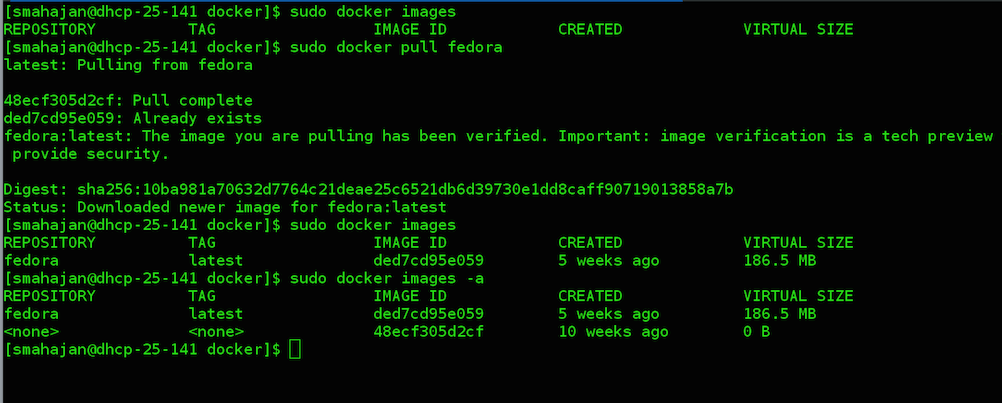 [smahajan@dhcp-25-141 docker]$ sudo docker images
REPOSITORY TAG IMAGE ID CREATED VIRTUAL SIZE
[smahajan@dhcp-25-141 docker]$ sudo docker pull fedora
latest: Pulling from fedora
48ecf305d2cf: Pull complete
ded7cd95e059: Already exists
fedora:latest: The image you are pulling has been verified. Important: image verification is a tech preview
provide security.
Digest: sha256:10ba981a70632d7764c21deae25c6521db6d39730e1dd8caff90719013858a7b
Status: Downloaded newer image for fedora:latest
[smahajan@dhcp-25-141 docker]$ sudo docker images
REPOSITORY TAG IMAGE ID CREATED VIRTUAL SIZE
fedora latest ded7cd95e059 5 weeks ago 186.5 MB
[smahajan@dhcp-25-141 docker]$ sudo docker images -a
REPOSITORY TAG IMAGE ID CREATED VIRTUAL SIZE
fedora latest ded7cd95e059 5 weeks ago 186.5 MB
<none> <none> 48ecf305d2cf 10 weeks ago 0 B
[smahajan@dhcp-25-141 docker]$